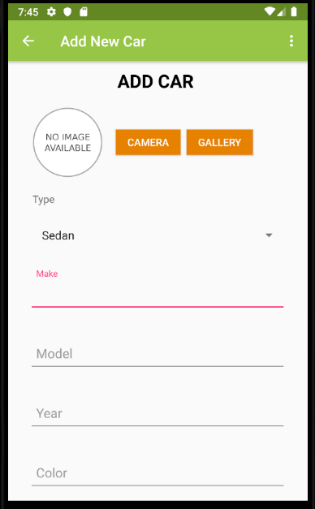 7:45
Add New Car
ADD CAR
NO IMAGE
AVAILABLE
CAMERA
GALLERY
Type
Sedan
Make
Model
Year
Color